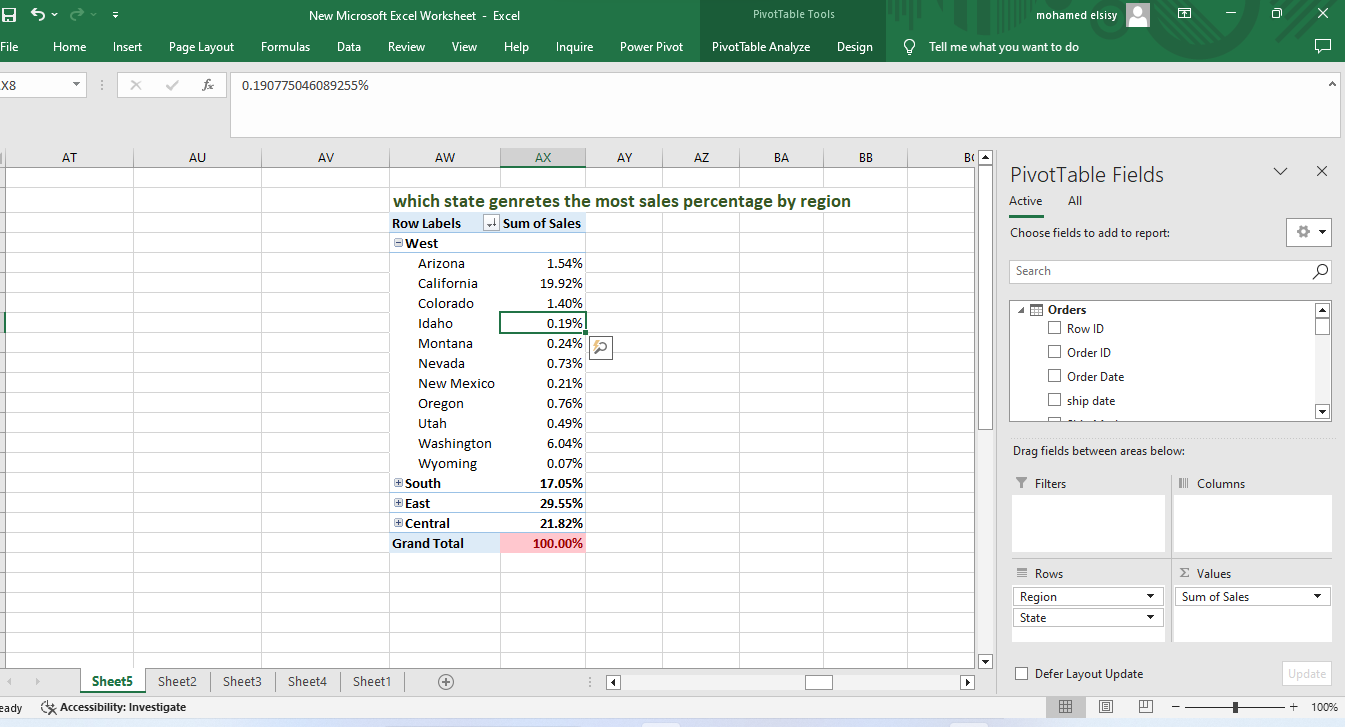 New Microsoft Excel Worksheet - Excel
PivotTable Tools
mohamed elsisy
File Home Insert Page Layout Formulas Data Review View Help Inquire Power Pivot PivotTable Analyze Design Tell me what you want to do
X8
fx
0.190775046089255%
AT AU AV AW AX AY AZ BA BB
which state genretes the most sales percentage by region
Row Labels Sum of Sales
West
Arizona 1.54%
California 19.92%
Colorado 1.40%
Idaho 0.19%
Montana 0.24%
Nevada 0.73%
New Mexico 0.21%
Oregon 0.76%
Utah 0.49%
Washington 6.04%
Wyoming 0.07%
South 17.05%
East 29.55%
Central 21.82%
Grand Total 100.00%
PivotTable Fields
Active All
Choose fields to add to report:
Search
Orders
Row ID
Order ID
Order Date
ship date
Drag fields between areas below:
Filters
Columns
Rows
Region
State
Σ Values
Sum of Sales
Defer Layout Update
Update
Sheet5 Sheet2 Sheet3 Sheet4 Sheet1
eady
Accessibility: Investigate
100%